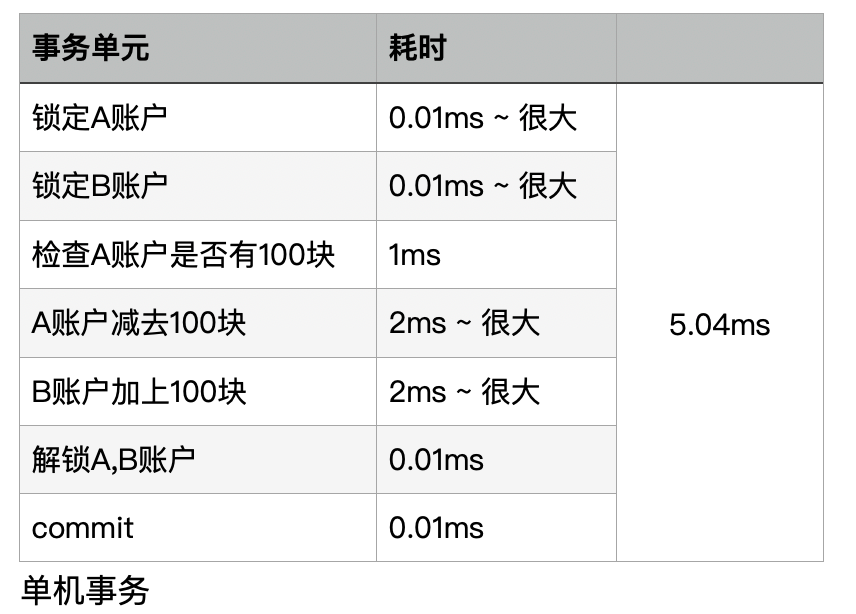 事务单元 耗时
锁定A账户 0.01ms ~ 很大
锁定B账户 0.01ms ~ 很大
检查A账户是否有100块 1ms
A账户减去100块 2ms ~ 很大 5.04ms
B账户加上100块 2ms ~ 很大
解锁A,B账户 0.01ms
commit 0.01ms
单机事务